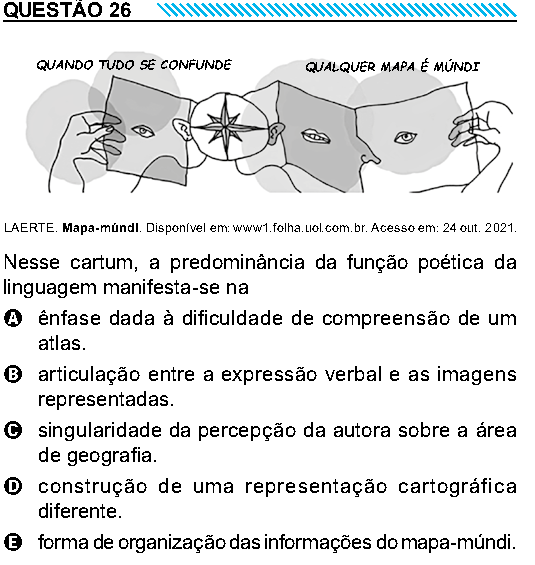 QUESTÃO 26
QUANDO TUDO SE CONFUNDE
QUALQUER MAPA É MÚNDI
LAERTE. Mapa-múndi. Disponível em: www1.folha.uol.com.br. Acesso em: 24 out. 2021.
Nesse cartum, a predominância da função poética da
linguagem manifesta-se na
A ênfase dada à dificuldade de compreensão de um
atlas.
B articulação entre a expressão verbal e as imagens
representadas.
C singularidade da percepção da autora sobre a área
de geografia.
D construção de uma representação cartográfica
diferente.
E forma de organização das informações do mapa-múndi.